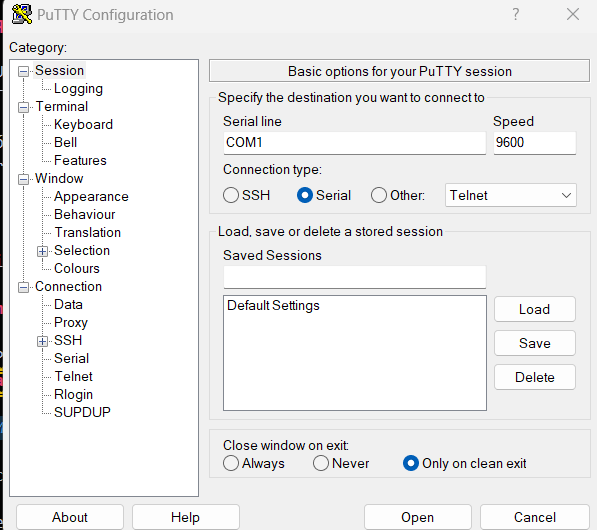 PuTTY Configuration
?
Category:
Session
Logging
Terminal
Keyboard
Bell
Features
Window
Appearance
Behaviour
Translation
Selection
Colours
Connection
Data
Proxy
SSH
Serial
Telnet
Rlogin
SUPDUP
Basic options for your PuTTY session
Specify the destination you want to connect to
Serial line
Speed
COM1
9600
Connection type:
SSH
Serial
Other:
Telnet
Load, save or delete a stored session
Saved Sessions
Default Settings
Load
Save
Delete
Close window on exit:
Always
Never
Only on clean exit
About
Help
Open
Cancel